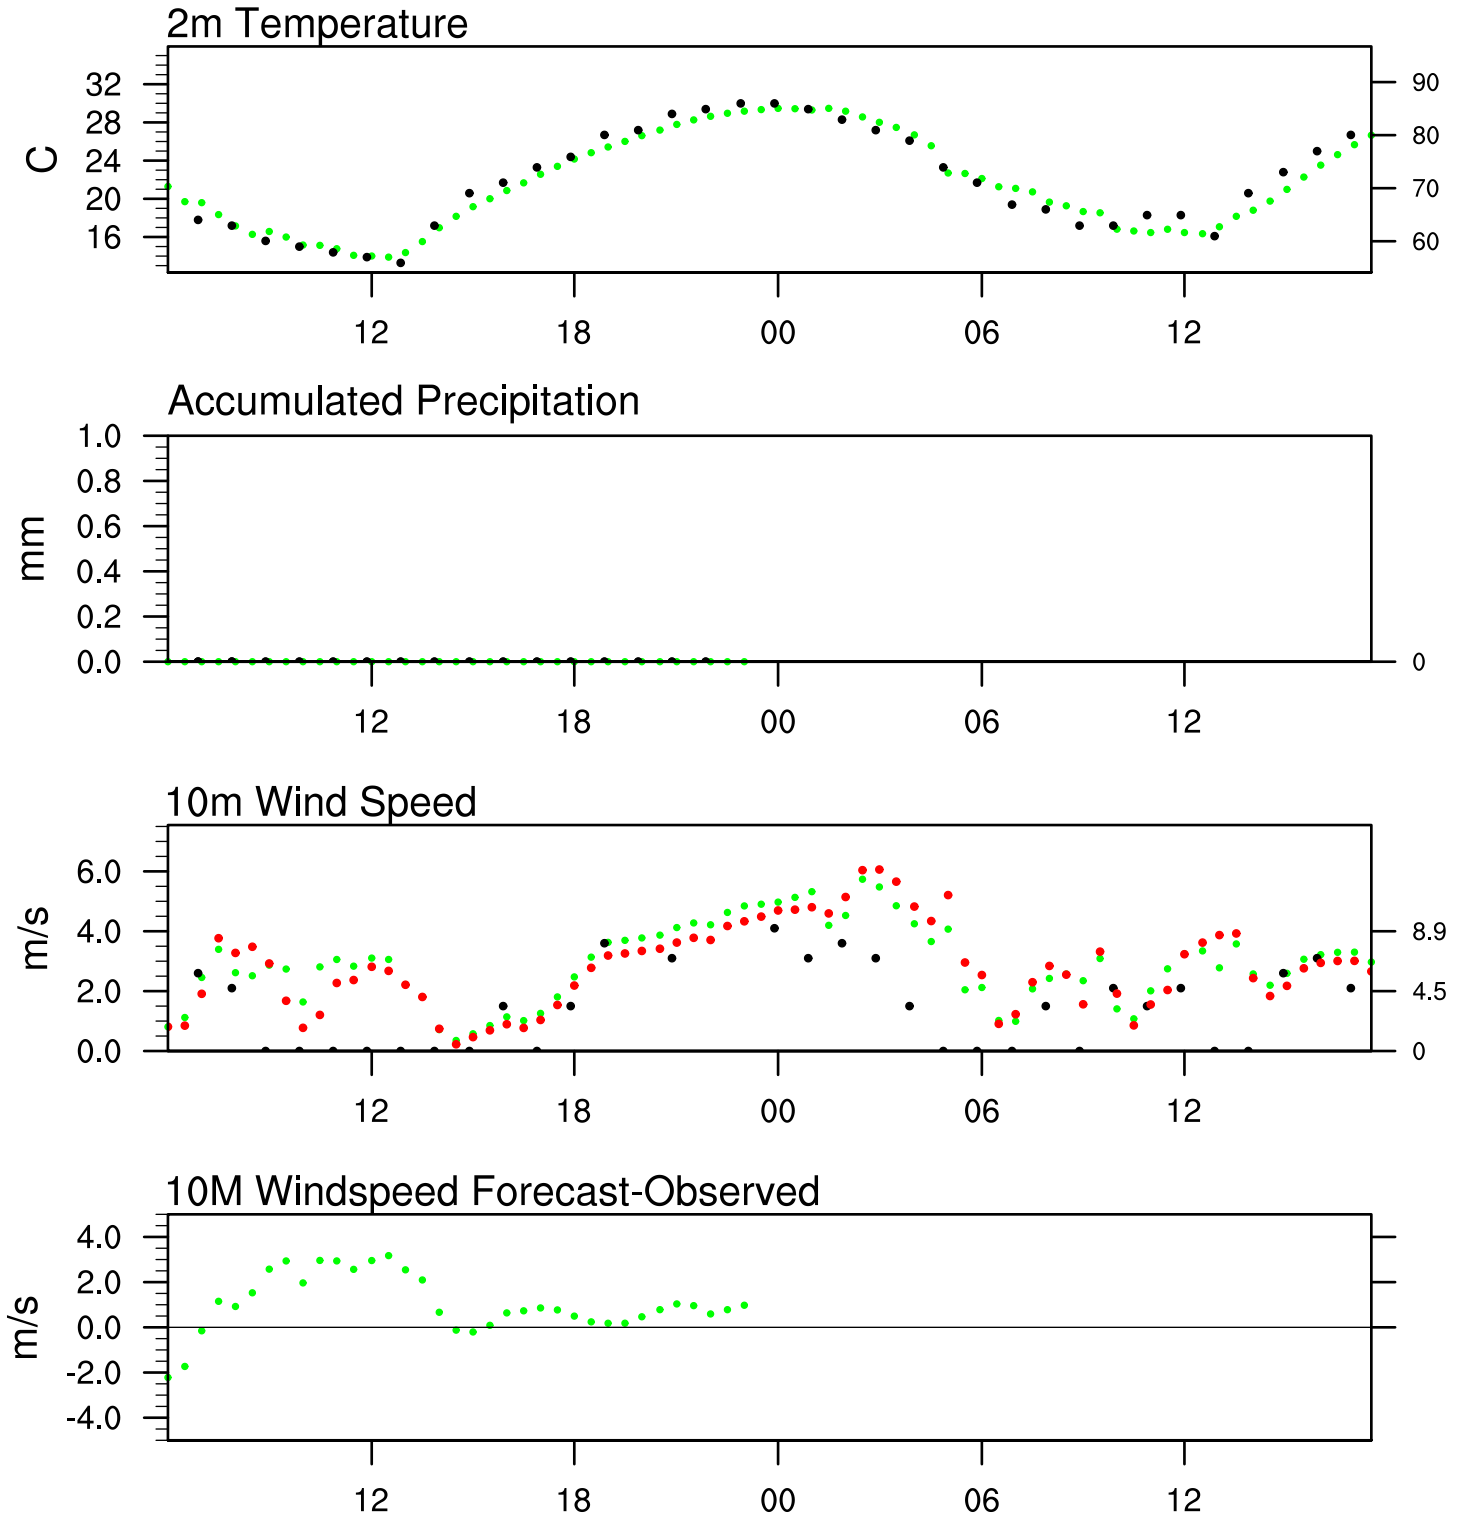 2m Temperature
32
28
24
20
16
C
90
80
70
60
12 18 00 06 12
Accumulated Precipitation
1.0
0.8
0.6
0.4
0.2
0.0
mm
0
12 18 00 06 12
10m Wind Speed
6.0
4.0
2.0
0.0
m/s
8.9
4.5
0
12 18 00 06 12
10M Windspeed Forecast-Observed
4.0
2.0
0.0
-2.0
-4.0
m/s
12 18 00 06 12